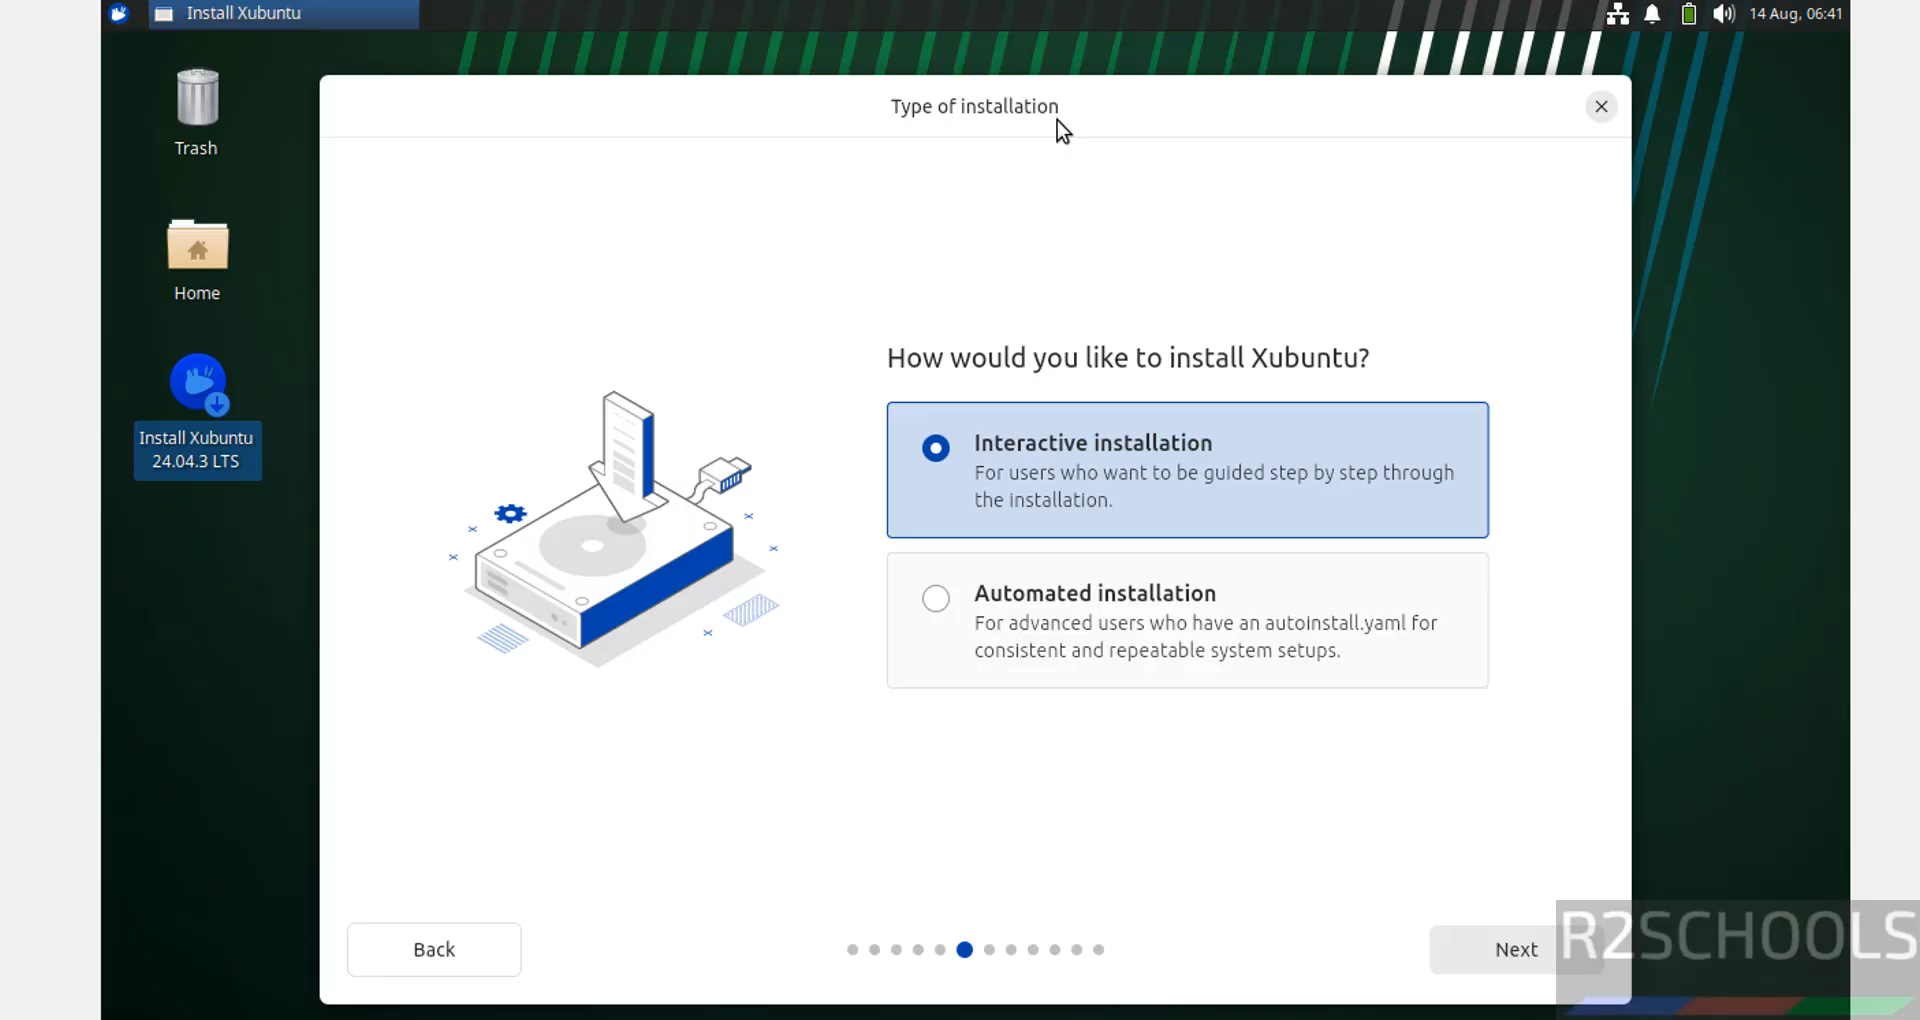 Install Xubuntu
14 Aug, 06:41
Type of installation
Trash
Home
Install Xubuntu
24.04.3 LTS
How would you like to install Xubuntu?
Interactive installation
For users who want to be guided step by step through
the installation.
Automated installation
For advanced users who have an autoinstall.yaml for
consistent and repeatable system setups.
Back
Next
R2SCHOOLS